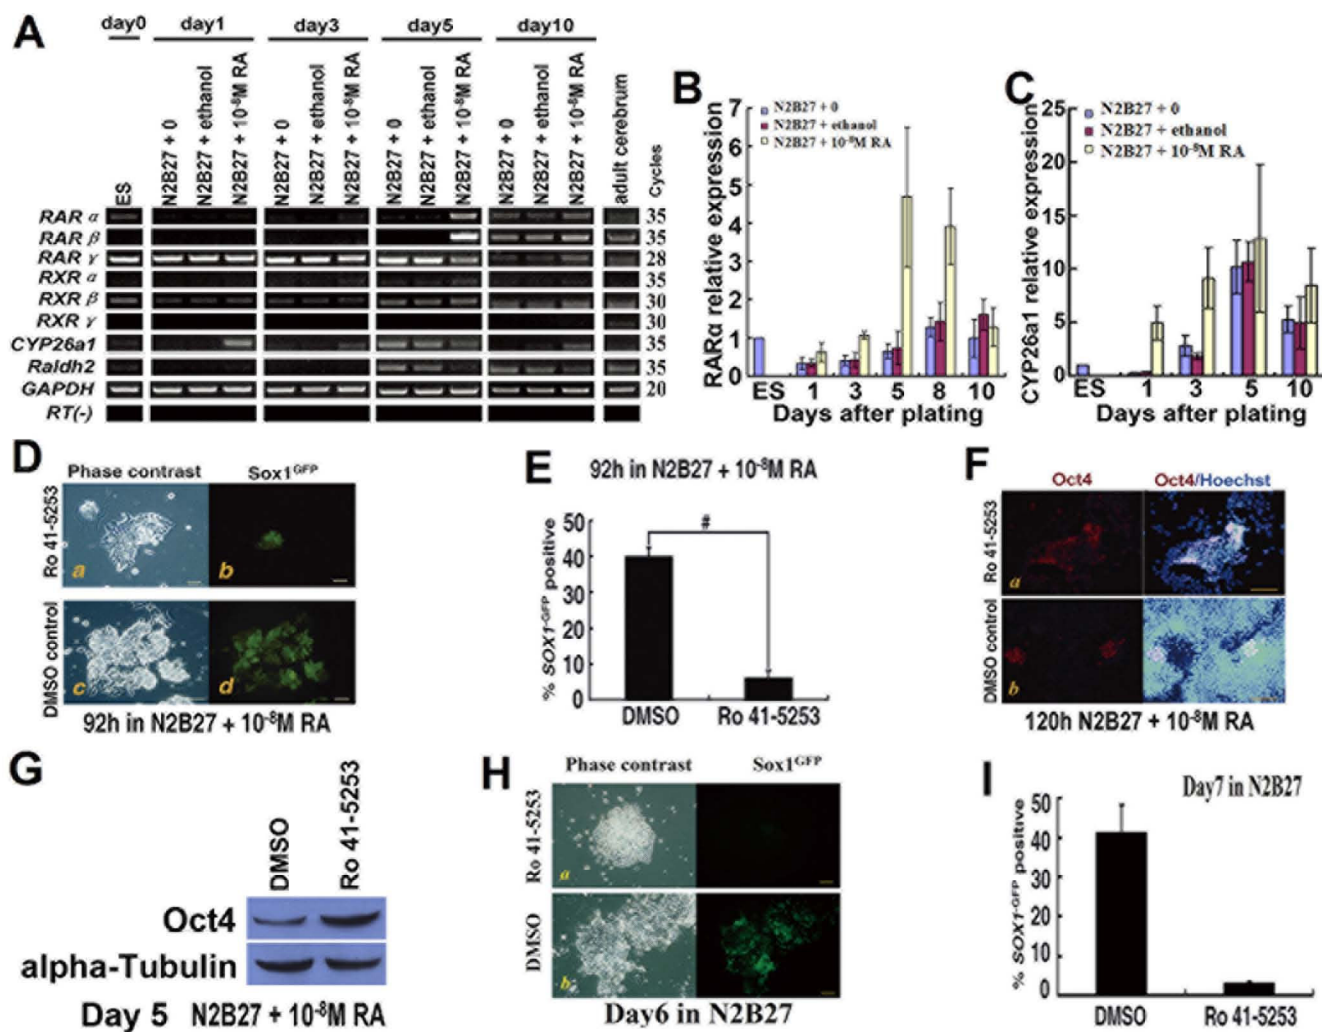 A
day0 day1 day3 day5 day10
ES
N2B27 + 0
N2B27 + ethanol
N2B27 + 10⁻⁸M RA
N2B27 + 0
N2B27 + ethanol
N2B27 + 10⁻⁸M RA
N2B27 + 0
N2B27 + ethanol
N2B27 + 10⁻⁸M RA
N2B27 + 0
N2B27 + ethanol
N2B27 + 10⁻⁸M RA
adult cerebrum
Cycles
RAR α 35
RAR β 35
RAR γ 28
RXR α 35
RXR β 30
RXR γ 30
CYP26a1 35
Raldh2 35
GAPDH 20
RT(-)
B
RARα relative expression
7
6
5
4
3
2
1
0
N2B27 + 0
N2B27 + ethanol
N2B27 + 10⁻⁸M RA
ES 1 3 5 8 10
Days after plating
C
CYP26a1 relative expression
25
20
15
10
5
0
N2B27 + 0
N2B27 + ethanol
N2B27 + 10⁻⁸M RA
ES 1 3 5 10
Days after plating
D
Phase contrast Sox1ᴳᶠᴾ
Ro 41-5253
a b
DMSO control
c d
92h in N2B27 + 10⁻⁸M RA
E
92h in N2B27 + 10⁻⁸M RA
% SOX1⁻ᴳᶠᴾ positive
50
40
30
20
10
0
#
DMSO Ro 41-5253
F
Oct4 Oct4/Hoechst
Ro 41-5253
a
DMSO control
b
120h N2B27 + 10⁻⁸M RA
G
DMSO
Ro 41-5253
Oct4
alpha-Tubulin
Day 5 N2B27 + 10⁻⁸M RA
H
Phase contrast Sox1ᴳᶠᴾ
Ro 41-5253
a
DMSO
b
Day6 in N2B27
I
Day7 in N2B27
% SOX1⁻ᴳᶠᴾ positive
50
40
30
20
10
0
DMSO Ro 41-5253